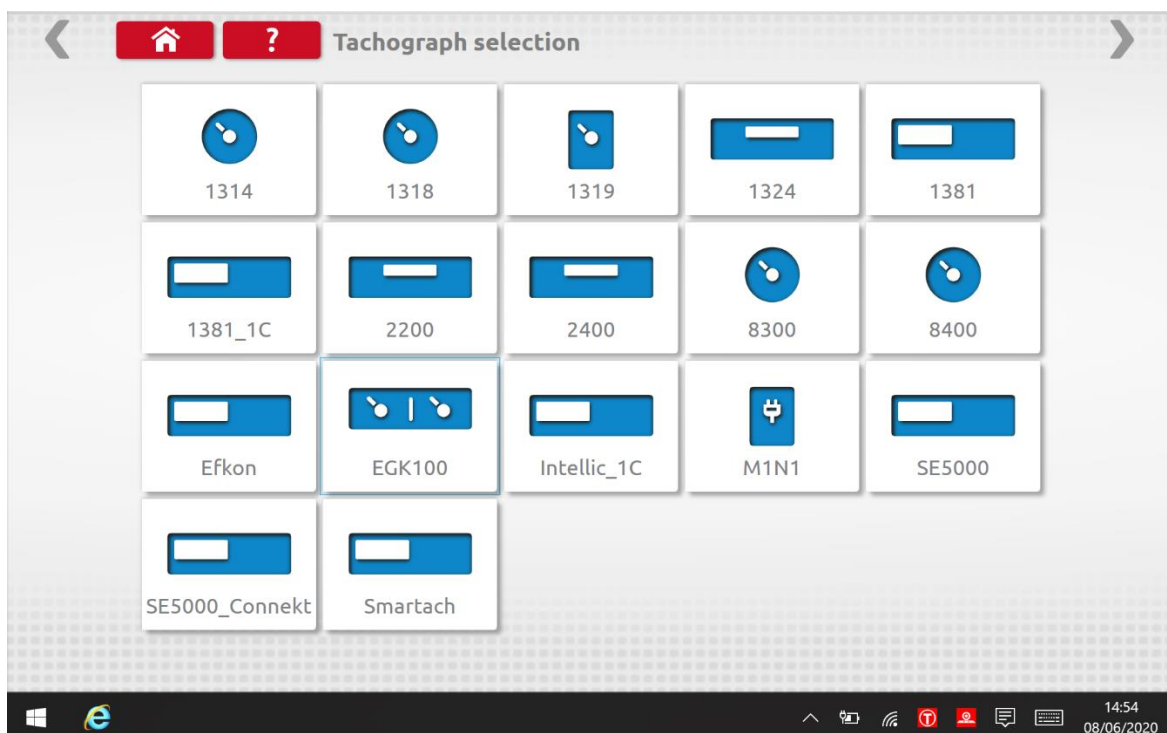 ? Tachograph selection
1314 1318 1319 1324 1381
1381_1C 2200 2400 8300 8400
Efkon EGK100 Intellic_1C M1N1 SE5000
SE5000_Connekt Smartach
14:54
08/06/2020